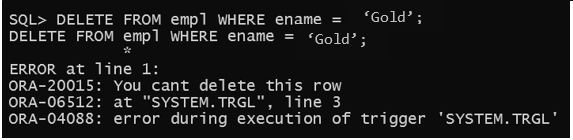 SQL> DELETE FROM empl WHERE ename = ‘Gold’;
DELETE FROM empl WHERE ename = ‘Gold’;
*
ERROR at line 1:
ORA-20015: You cant delete this row
ORA-06512: at "SYSTEM.TRGL", line 3
ORA-04088: error during execution of trigger 'SYSTEM.TRGL'